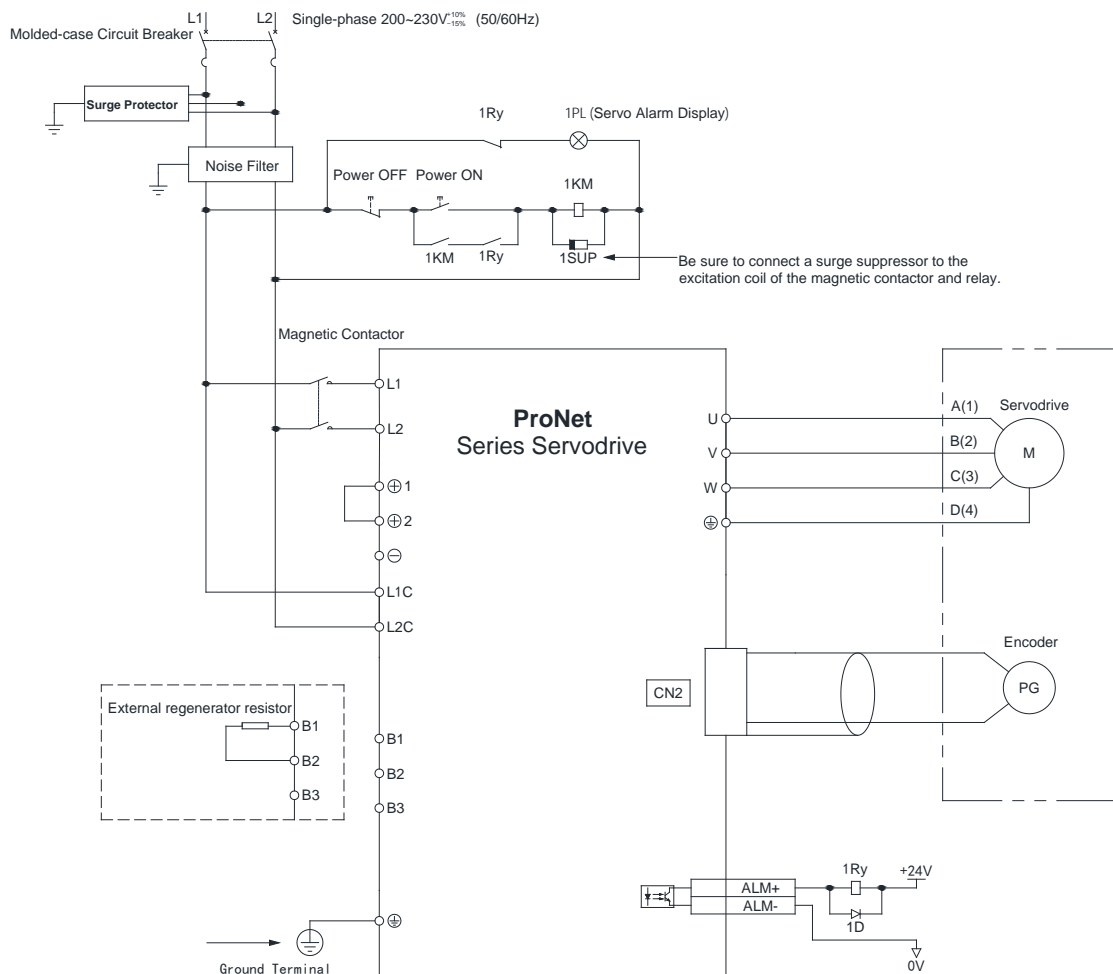 L1 L2 Single-phase 200~230V +10% -15% (50/60Hz)
Molded-case Circuit Breaker
Surge Protector
1Ry 1PL (Servo Alarm Display)
Noise Filter
Power OFF Power ON
1KM
1KM 1Ry 1SUP
Be sure to connect a surge suppressor to the
excitation coil of the magnetic contactor and relay.
Magnetic Contactor
L1
L2
ProNet
Series Servodrive
U
V
W
A(1)
B(2)
C(3)
D(4)
Servodrive
M
1
2
L1C
L2C
Encoder
PG
CN2
External regenerator resistor
B1
B2
B3
B1
B2
B3
ALM+
ALM-
1Ry
+24V
1D
0V
Ground Terminal